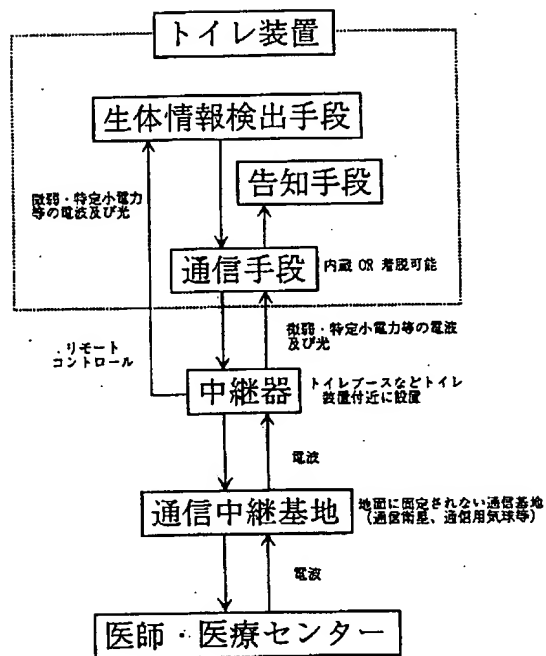 トイレ装置
生体情報検出手段
告知手段
微弱・特定小電力
等の電波及び光
通信手段
内蔵 OR 着脱可能
微弱・特定小電力等の電波
及び光
リモート
コントロール
中継器
トイレブースなどトイレ
装置付近に設置
電波
通信中継基地
地面に固定されない通信基地
(通信衛星、通信用気球等)
電波
医師・医療センター